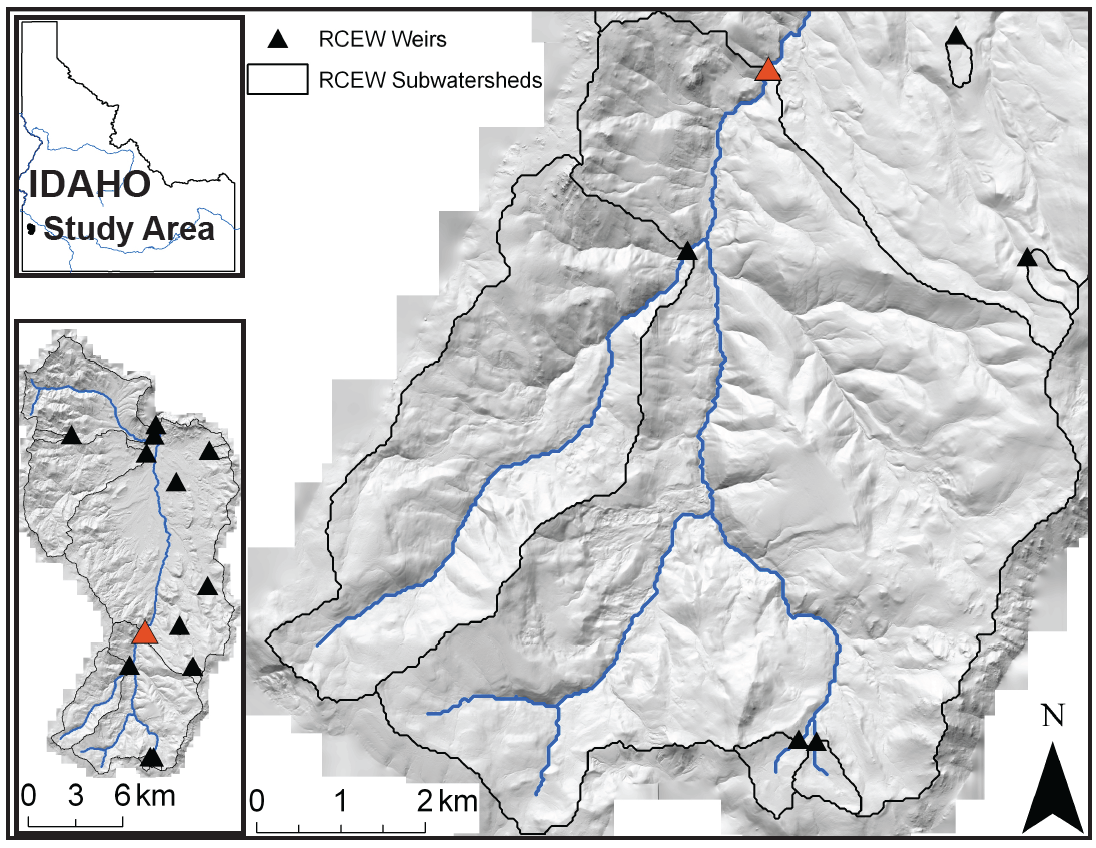 RCEW Weirs
RCEW Subwatersheds
IDAHO
Study Area
0 3 6 km
0 1 2 km
N